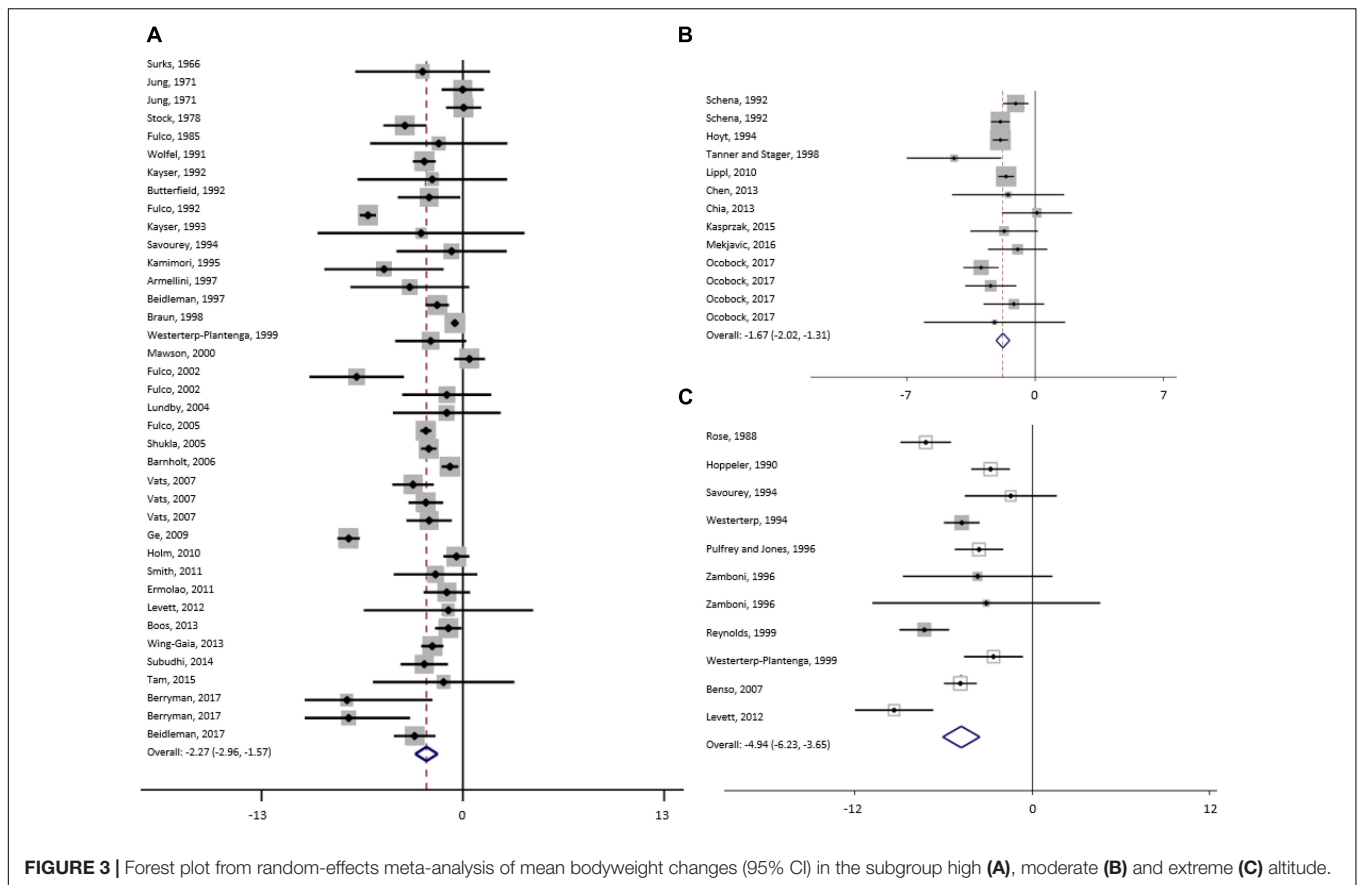 A
Surks, 1966
Jung, 1971
Jung, 1971
Stock, 1978
Fulco, 1985
Wolfel, 1991
Kayser, 1992
Butterfield, 1992
Fulco, 1992
Kayser, 1993
Savourey, 1994
Kamimori, 1995
Armellini, 1997
Beidleman, 1997
Braun, 1998
Westerterp-Plantenga, 1999
Mawson, 2000
Fulco, 2002
Fulco, 2002
Lundby, 2004
Fulco, 2005
Shukla, 2005
Barnholt, 2006
Vats, 2007
Vats, 2007
Vats, 2007
Ge, 2009
Holm, 2010
Smith, 2011
Ermolao, 2011
Levett, 2012
Boos, 2013
Wing-Gaia, 2013
Subudhi, 2014
Tam, 2015
Berryman, 2017
Berryman, 2017
Beidleman, 2017
Overall: -2.27 (-2.96, -1.57)
-13 0 13
B
Schena, 1992
Schena, 1992
Hoyt, 1994
Tanner and Stager, 1998
Lippl, 2010
Chen, 2013
Chia, 2013
Kasprzak, 2015
Mekjavic, 2016
Ocobock, 2017
Ocobock, 2017
Ocobock, 2017
Ocobock, 2017
Overall: -1.67 (-2.02, -1.31)
-7 0 7
C
Rose, 1988
Hoppeler, 1990
Savourey, 1994
Westerterp, 1994
Pulfrey and Jones, 1996
Zamboni, 1996
Zamboni, 1996
Reynolds, 1999
Westerterp-Plantenga, 1999
Benso, 2007
Levett, 2012
Overall: -4.94 (-6.23, -3.65)
-12 0 12
FIGURE 3 | Forest plot from random-effects meta-analysis of mean bodyweight changes (95% CI) in the subgroup high (A), moderate (B) and extreme (C) altitude.